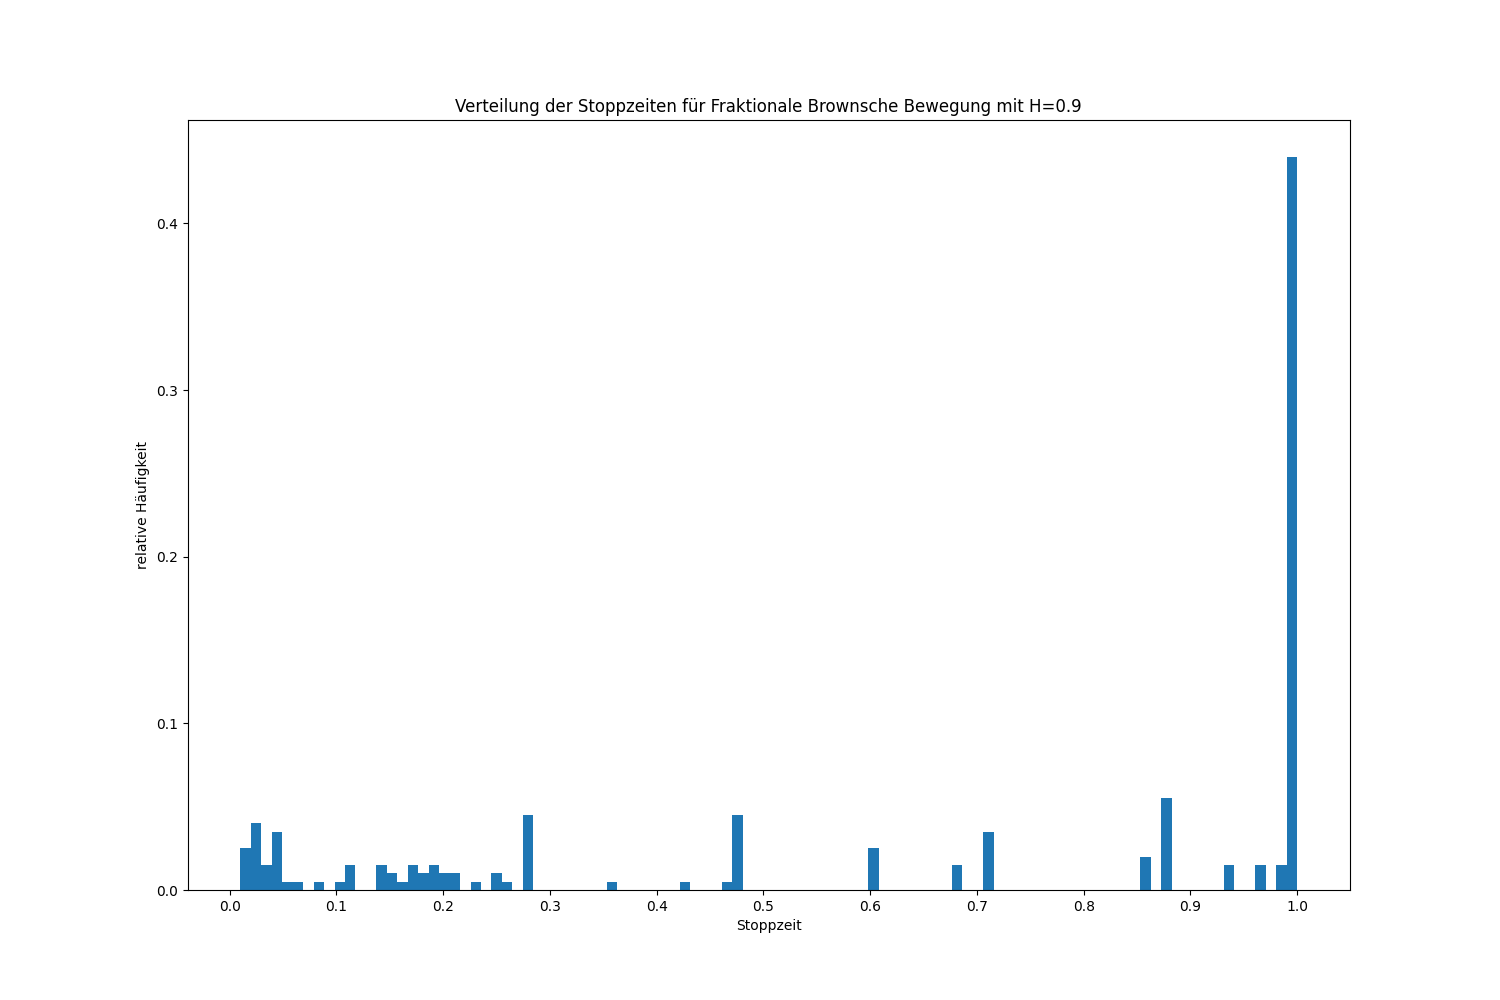 Verteilung der Stoppzeiten für Fraktionale Brownsche Bewegung mit H=0.9
relative Häufigkeit
0.4
0.3
0.2
0.1
0.0
0.0 0.1 0.2 0.3 0.4 0.5 0.6 0.7 0.8 0.9 1.0
Stoppzeit